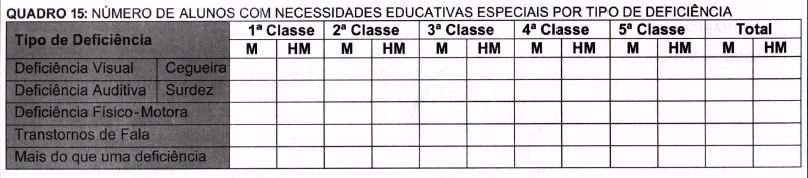 QUADRO 15: NÚMERO DE ALUNOS COM NECESSIDADES EDUCATIVAS ESPECIAIS POR TIPO DE DEFICIÊNCIA
Tipo de Deficiência 1ª Classe 2ª Classe 3ª Classe 4ª Classe 5ª Classe Total
M HM M HM M HM M HM M HM M HM
Deficiência Visual Cegueira
Deficiência Auditiva Surdez
Deficiência Físico-Motora
Transtornos de Fala
Mais do que uma deficiência